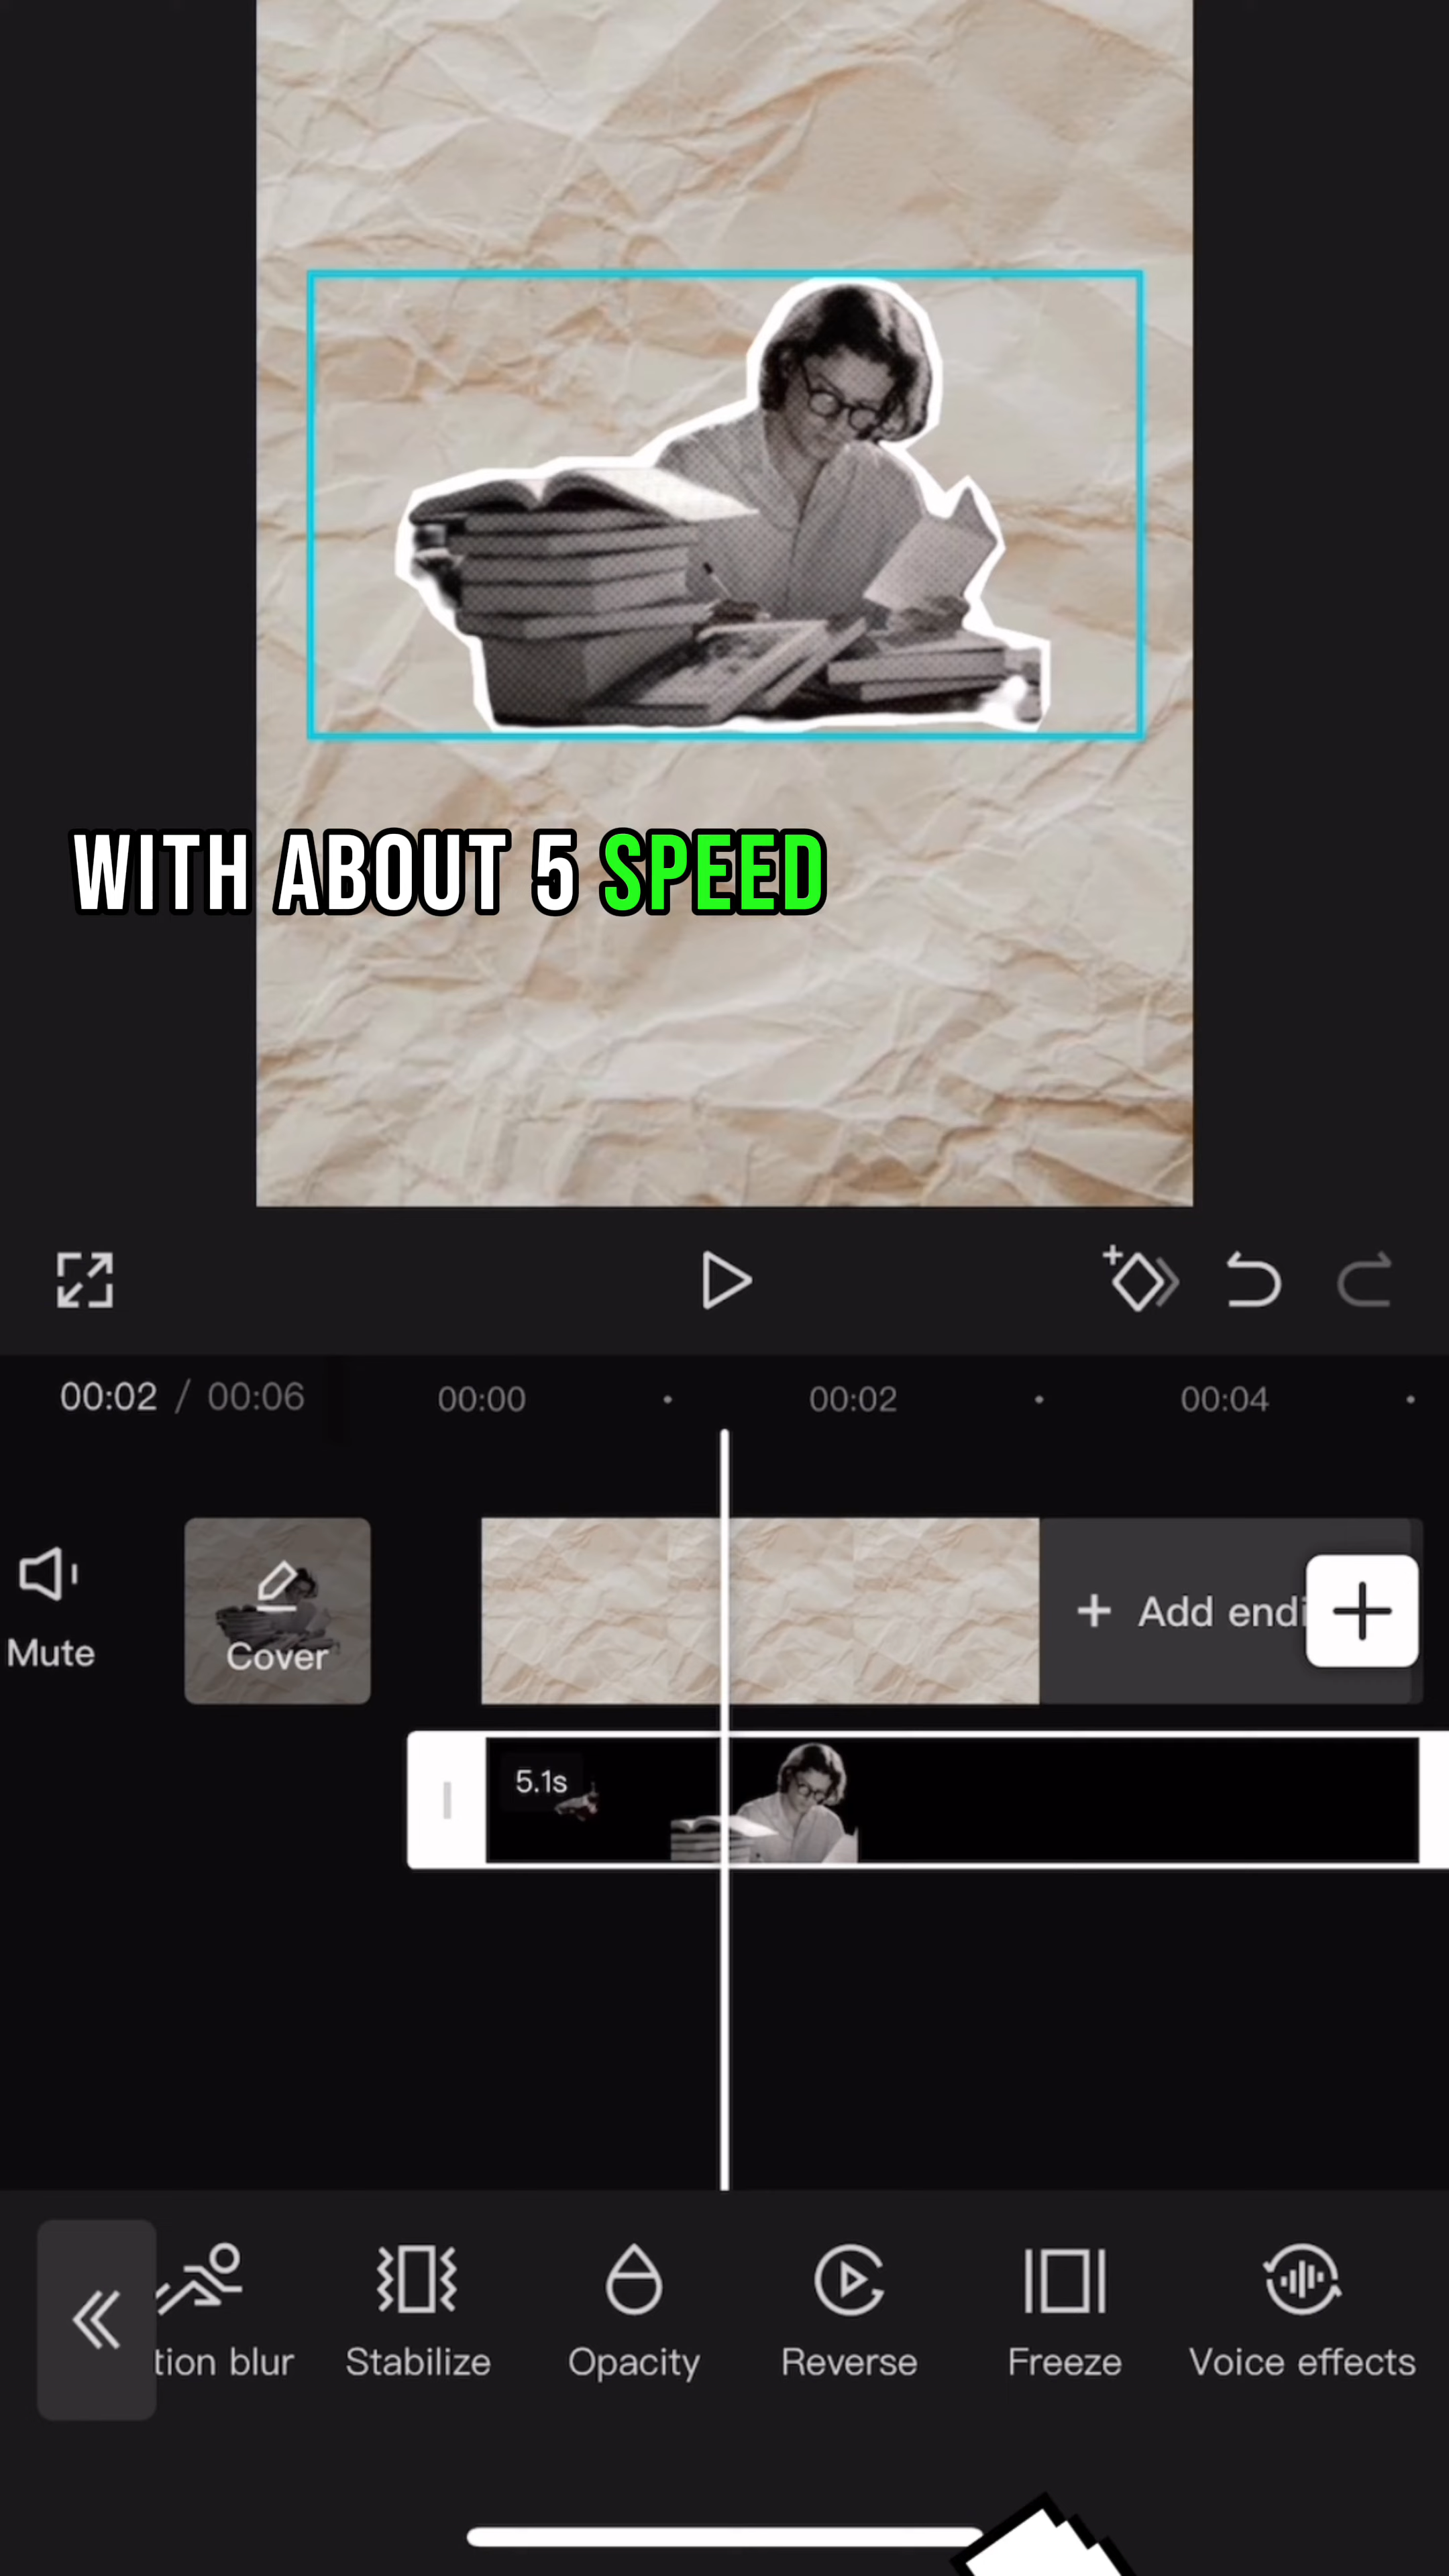 WITH ABOUT 5 SPEED
00:02 / 00:06
00:00
00:02
00:04
Mute
Cover
+ Add endi
5.1s
tion blur
Stabilize
Opacity
Reverse
Freeze
Voice effects